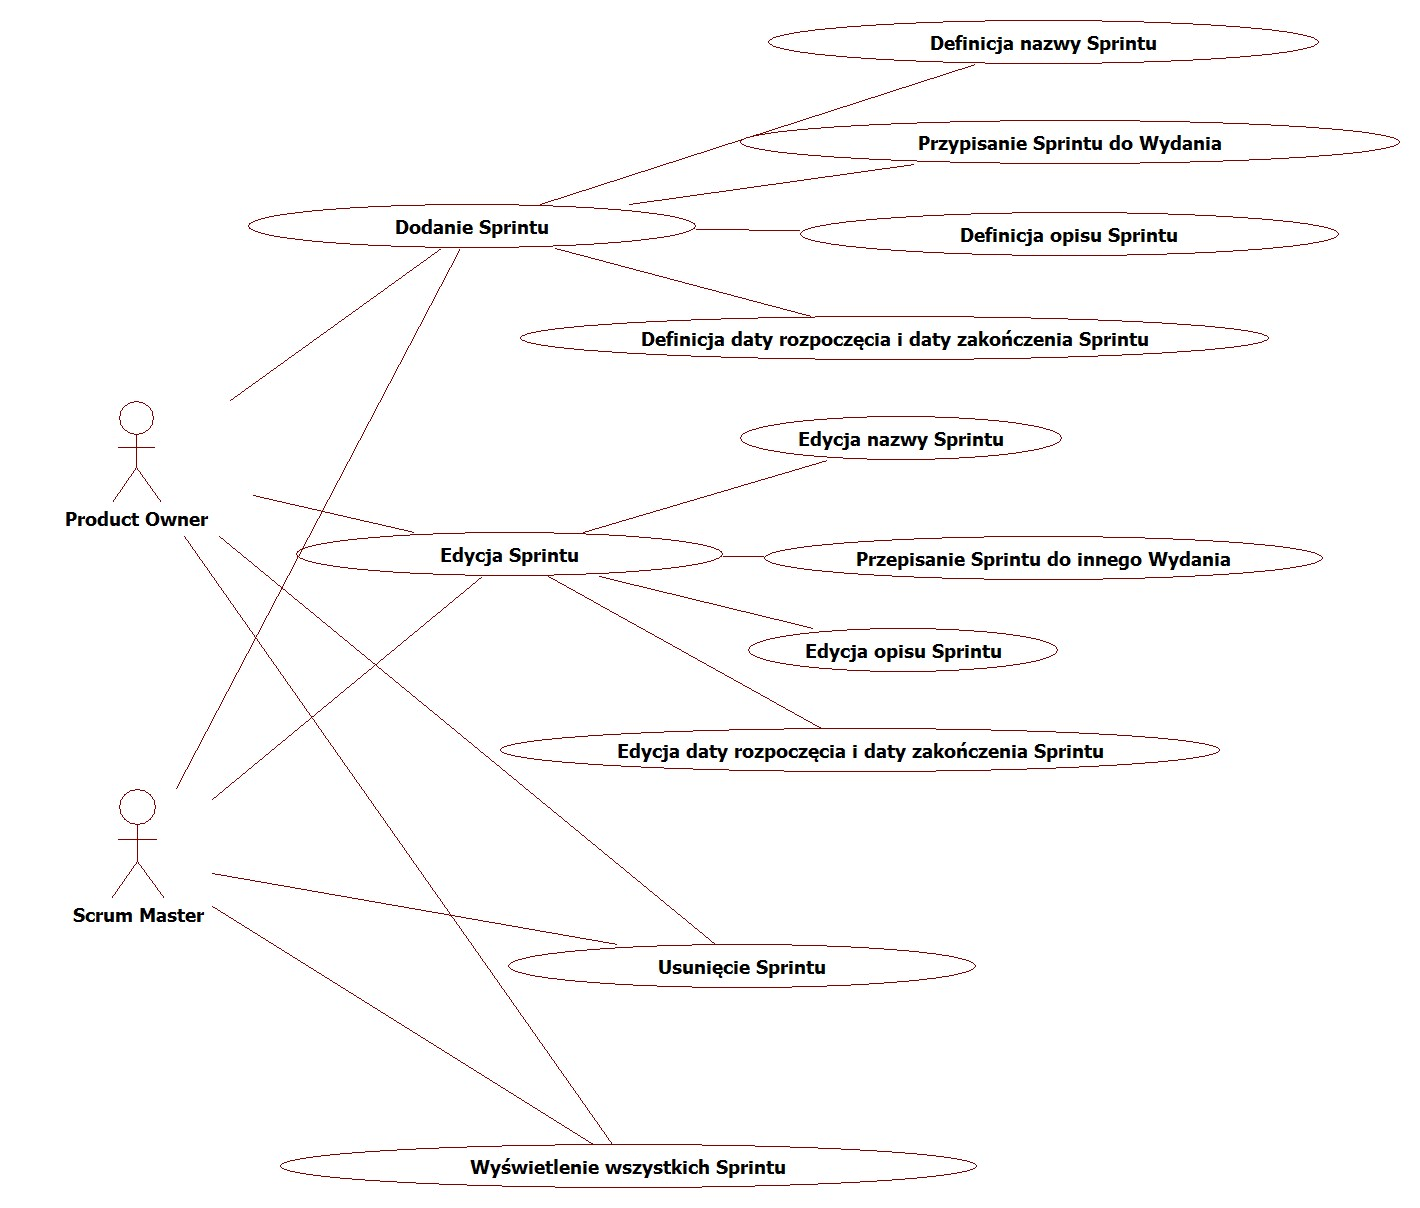 Definicja nazwy Sprintu
Przypisanie Sprintu do Wydania
Dodanie Sprintu
Definicja opisu Sprintu
Definicja daty rozpoczęcia i daty zakończenia Sprintu
Edycja nazwy Sprintu
Product Owner
Edycja Sprintu
Przepisanie Sprintu do innego Wydania
Edycja opisu Sprintu
Edycja daty rozpoczęcia i daty zakończenia Sprintu
Scrum Master
Usunięcie Sprintu
Wyświetlenie wszystkich Sprintu